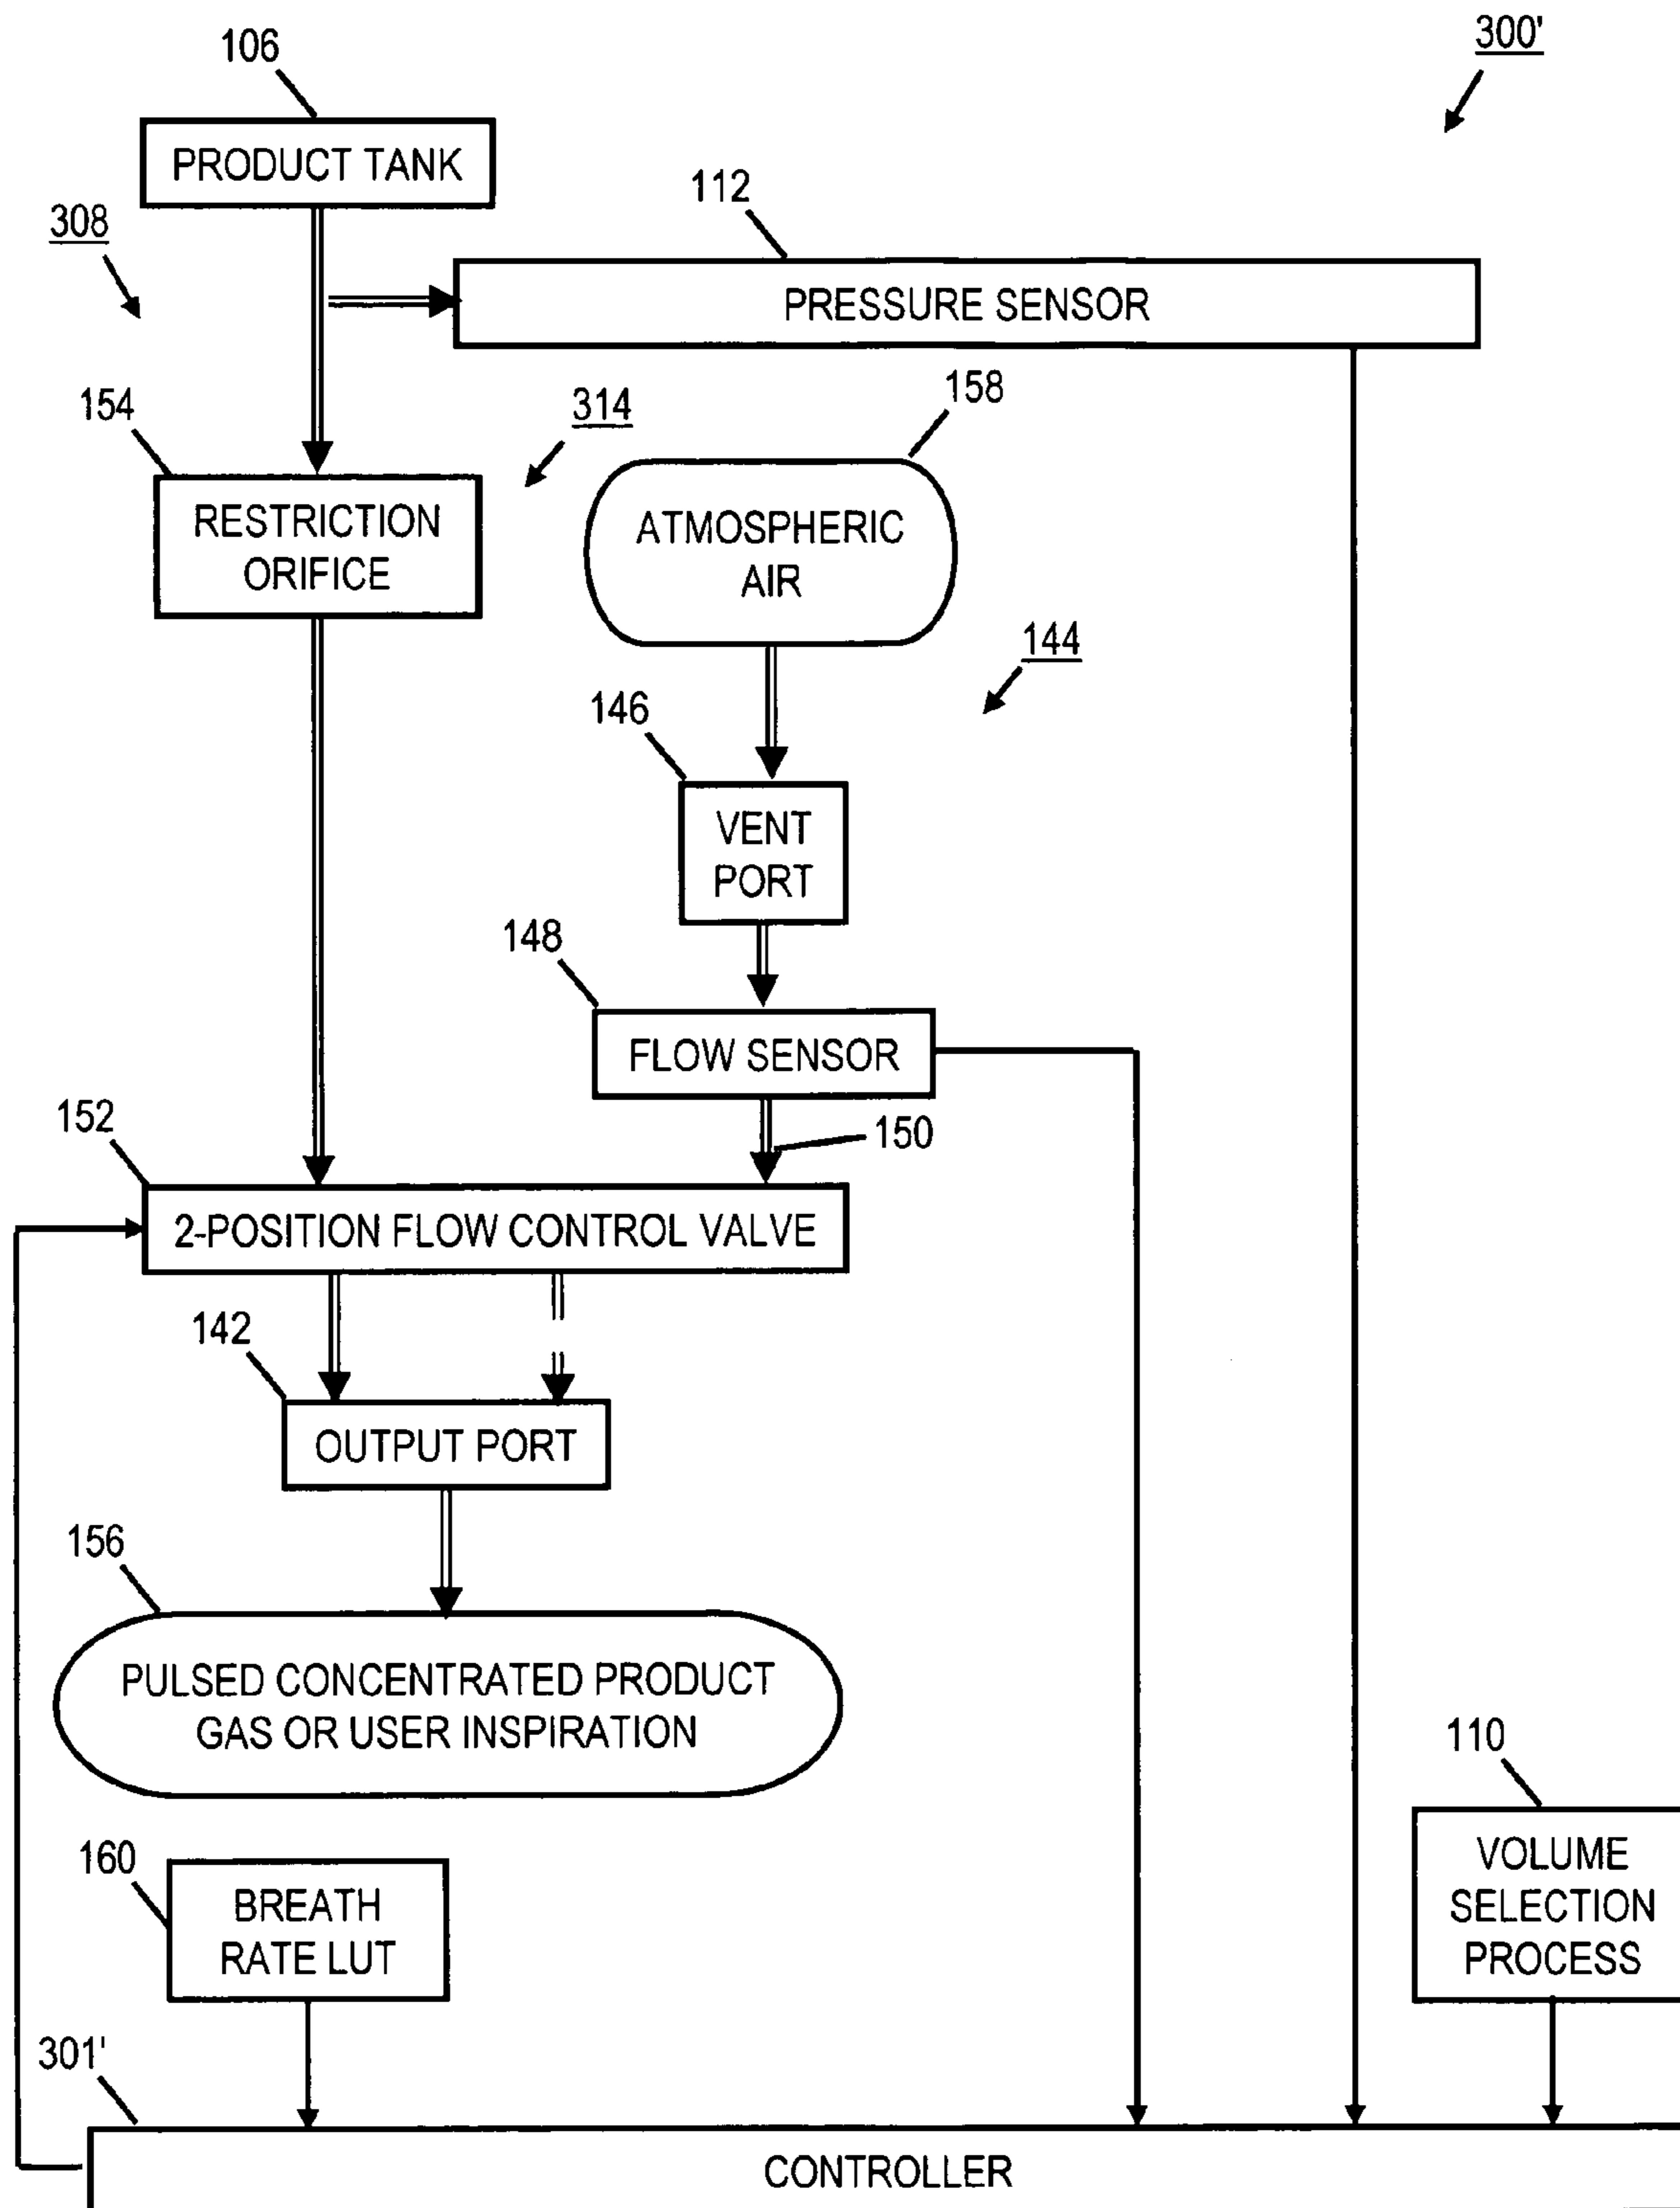 106
300'
PRODUCT TANK
112
308
PRESSURE SENSOR
154
314
158
RESTRICTION
ORIFICE
ATMOSPHERIC
AIR
144
146
VENT
PORT
148
FLOW SENSOR
152
150
2-POSITION FLOW CONTROL VALVE
142
OUTPUT PORT
156
PULSED CONCENTRATED PRODUCT
GAS OR USER INSPIRATION
110
160
VOLUME
SELECTION
PROCESS
BREATH
RATE LUT
301'
CONTROLLER